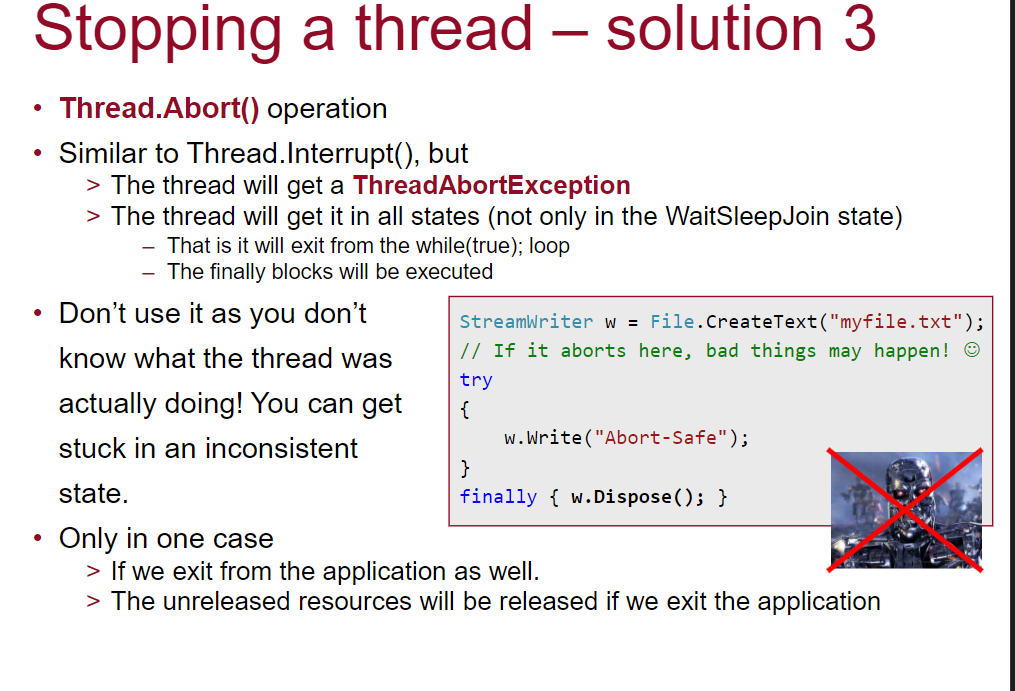 Stopping a thread – solution 3
• Thread.Abort() operation
• Similar to Thread.Interrupt(), but
> The thread will get a ThreadAbortException
> The thread will get it in all states (not only in the WaitSleepJoin state)
– That is it will exit from the while(true); loop
– The finally blocks will be executed
• Don’t use it as you don’t
know what the thread was
actually doing! You can get
stuck in an inconsistent
state.
StreamWriter w = File.CreateText("myfile.txt");
// If it aborts here, bad things may happen! ☺
try
{
w.Write("Abort-Safe");
}
finally { w.Dispose(); }
• Only in one case
> If we exit from the application as well.
> The unreleased resources will be released if we exit the application